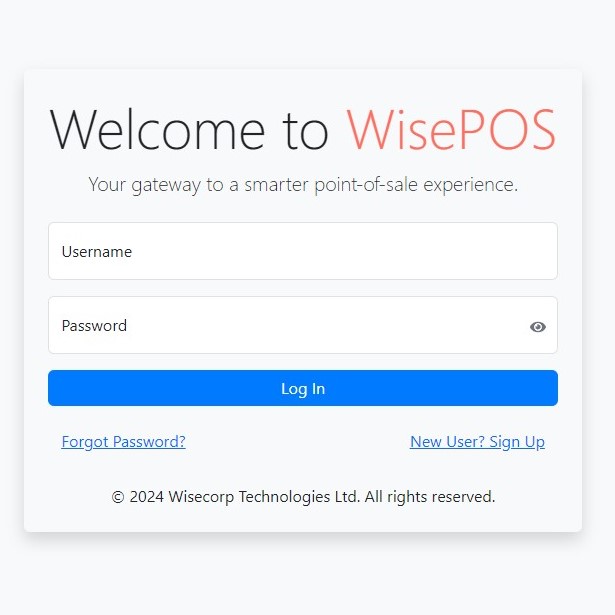 Welcome to WisePOS
Your gateway to a smarter point-of-sale experience.
Username
Password
Log In
Forgot Password? New User? Sign Up
© 2024 Wisecorp Technologies Ltd. All rights reserved.